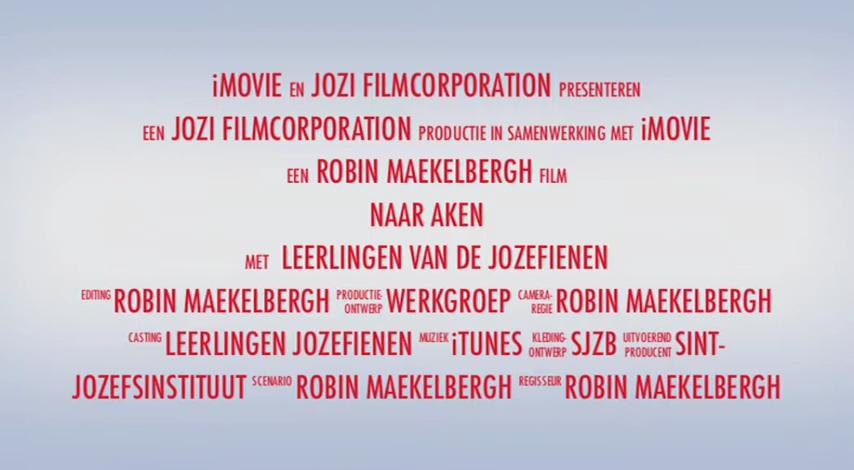 iMOVIE EN JOZI FILMCORPORATION PRESENTEREN
EEN JOZI FILMCORPORATION PRODUCTIE IN SAMENWERKING MET iMOVIE
EEN ROBIN MAEKELBERGH FILM
NAAR AKEN
MET LEERLINGEN VAN DE JOZEFIENEN
EDITING ROBIN MAEKELBERGH PRODUCTIE-ONTWERP WERKGROEP CAMERA-REGIE ROBIN MAEKELBERGH
CASTING LEERLINGEN JOZEFIENEN MUZIEK iTUNES KLEDING-ONTWERP SJZB UITVOEREND PRODUCENT SINT-
JOZEFSINSTITUUT SCENARIO ROBIN MAEKELBERGH REGISSEUR ROBIN MAEKELBERGH